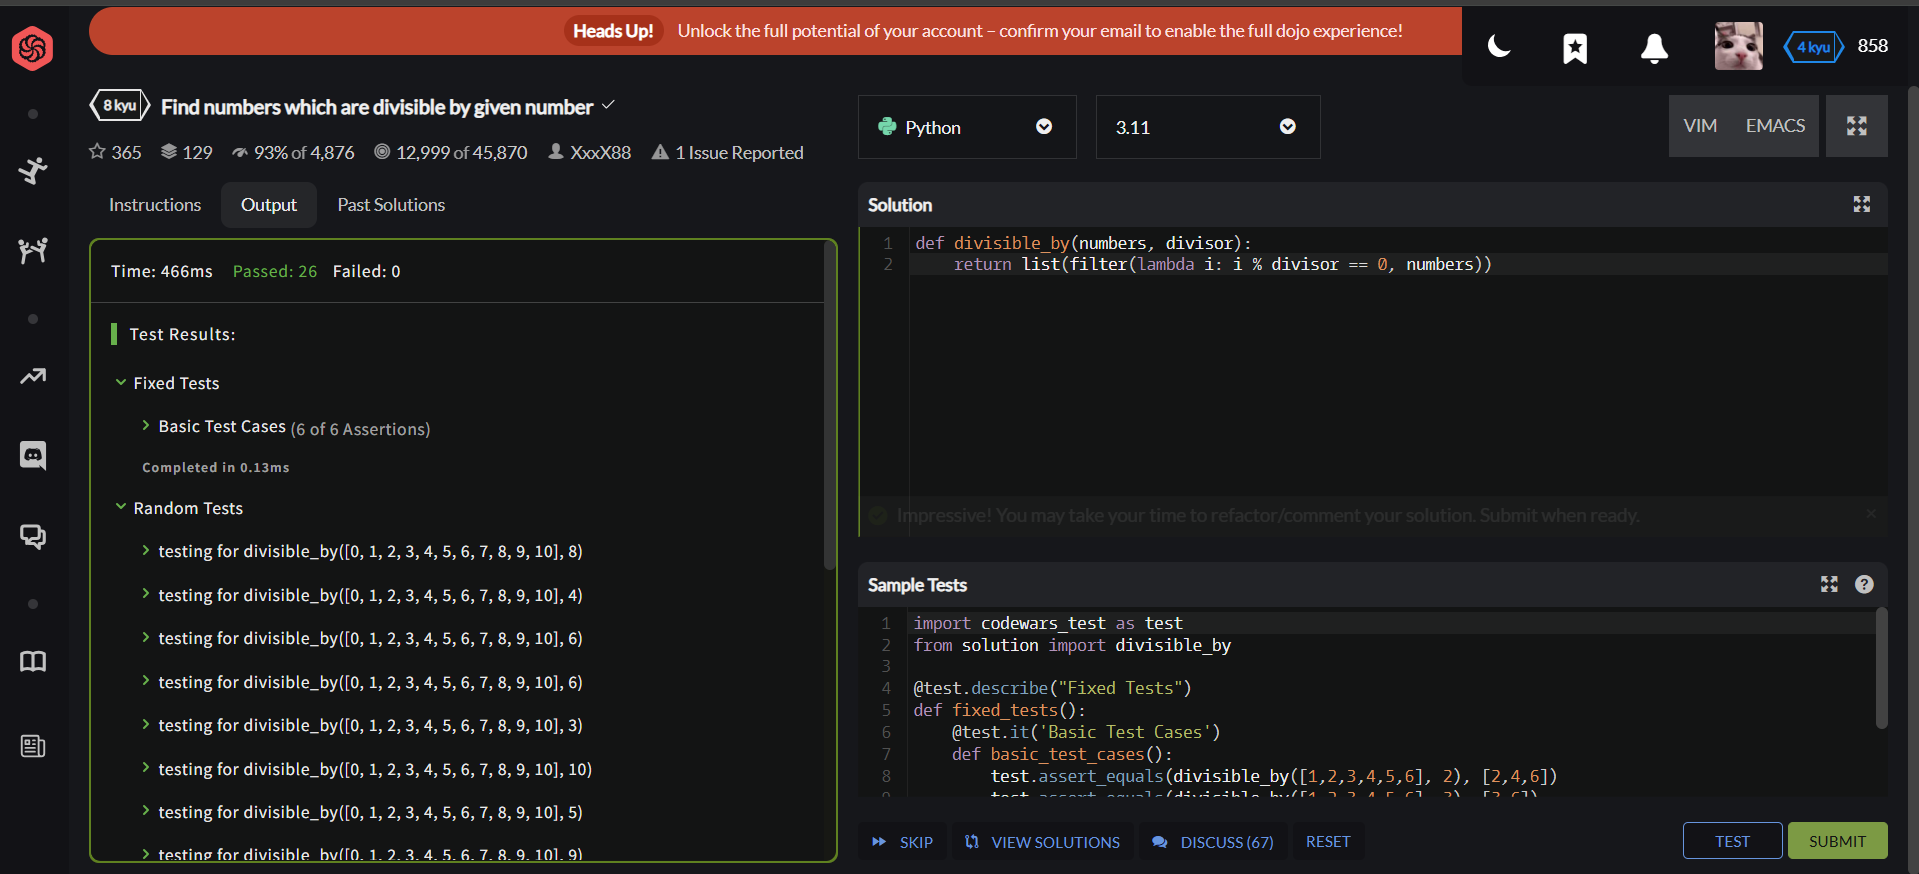 Heads Up! Unlock the full potential of your account – confirm your email to enable the full dojo experience!
4 kyu 858
8 kyu Find numbers which are divisible by given number
365 129 93% of 4,876 12,999 of 45,870 XxxX88 1 Issue Reported
Instructions Output Past Solutions
Time: 466ms Passed: 26 Failed: 0
Test Results:
Fixed Tests
Basic Test Cases (6 of 6 Assertions)
Completed in 0.13ms
Random Tests
testing for divisible_by([0, 1, 2, 3, 4, 5, 6, 7, 8, 9, 10], 8)
testing for divisible_by([0, 1, 2, 3, 4, 5, 6, 7, 8, 9, 10], 4)
testing for divisible_by([0, 1, 2, 3, 4, 5, 6, 7, 8, 9, 10], 6)
testing for divisible_by([0, 1, 2, 3, 4, 5, 6, 7, 8, 9, 10], 6)
testing for divisible_by([0, 1, 2, 3, 4, 5, 6, 7, 8, 9, 10], 3)
testing for divisible_by([0, 1, 2, 3, 4, 5, 6, 7, 8, 9, 10], 10)
testing for divisible_by([0, 1, 2, 3, 4, 5, 6, 7, 8, 9, 10], 5)
testing for divisible_by([0, 1, 2, 3, 4, 5, 6, 7, 8, 9, 10], 9)
Python 3.11 VIM EMACS
Solution
1 def divisible_by(numbers, divisor):
2 return list(filter(lambda i: i % divisor == 0, numbers))
Impressive! You may take your time to refactor/comment your solution. Submit when ready.
Sample Tests
1 import codewars_test as test
2 from solution import divisible_by
3
4 @test.describe("Fixed Tests")
5 def fixed_tests():
6 @test.it('Basic Test Cases')
7 def basic_test_cases():
8 test.assert_equals(divisible_by([1,2,3,4,5,6], 2), [2,4,6])
9 test.assert_equals(divisible_by([1,2,3,4,5,6], 3), [3,6])
SKIP VIEW SOLUTIONS DISCUSS (67) RESET TEST SUBMIT